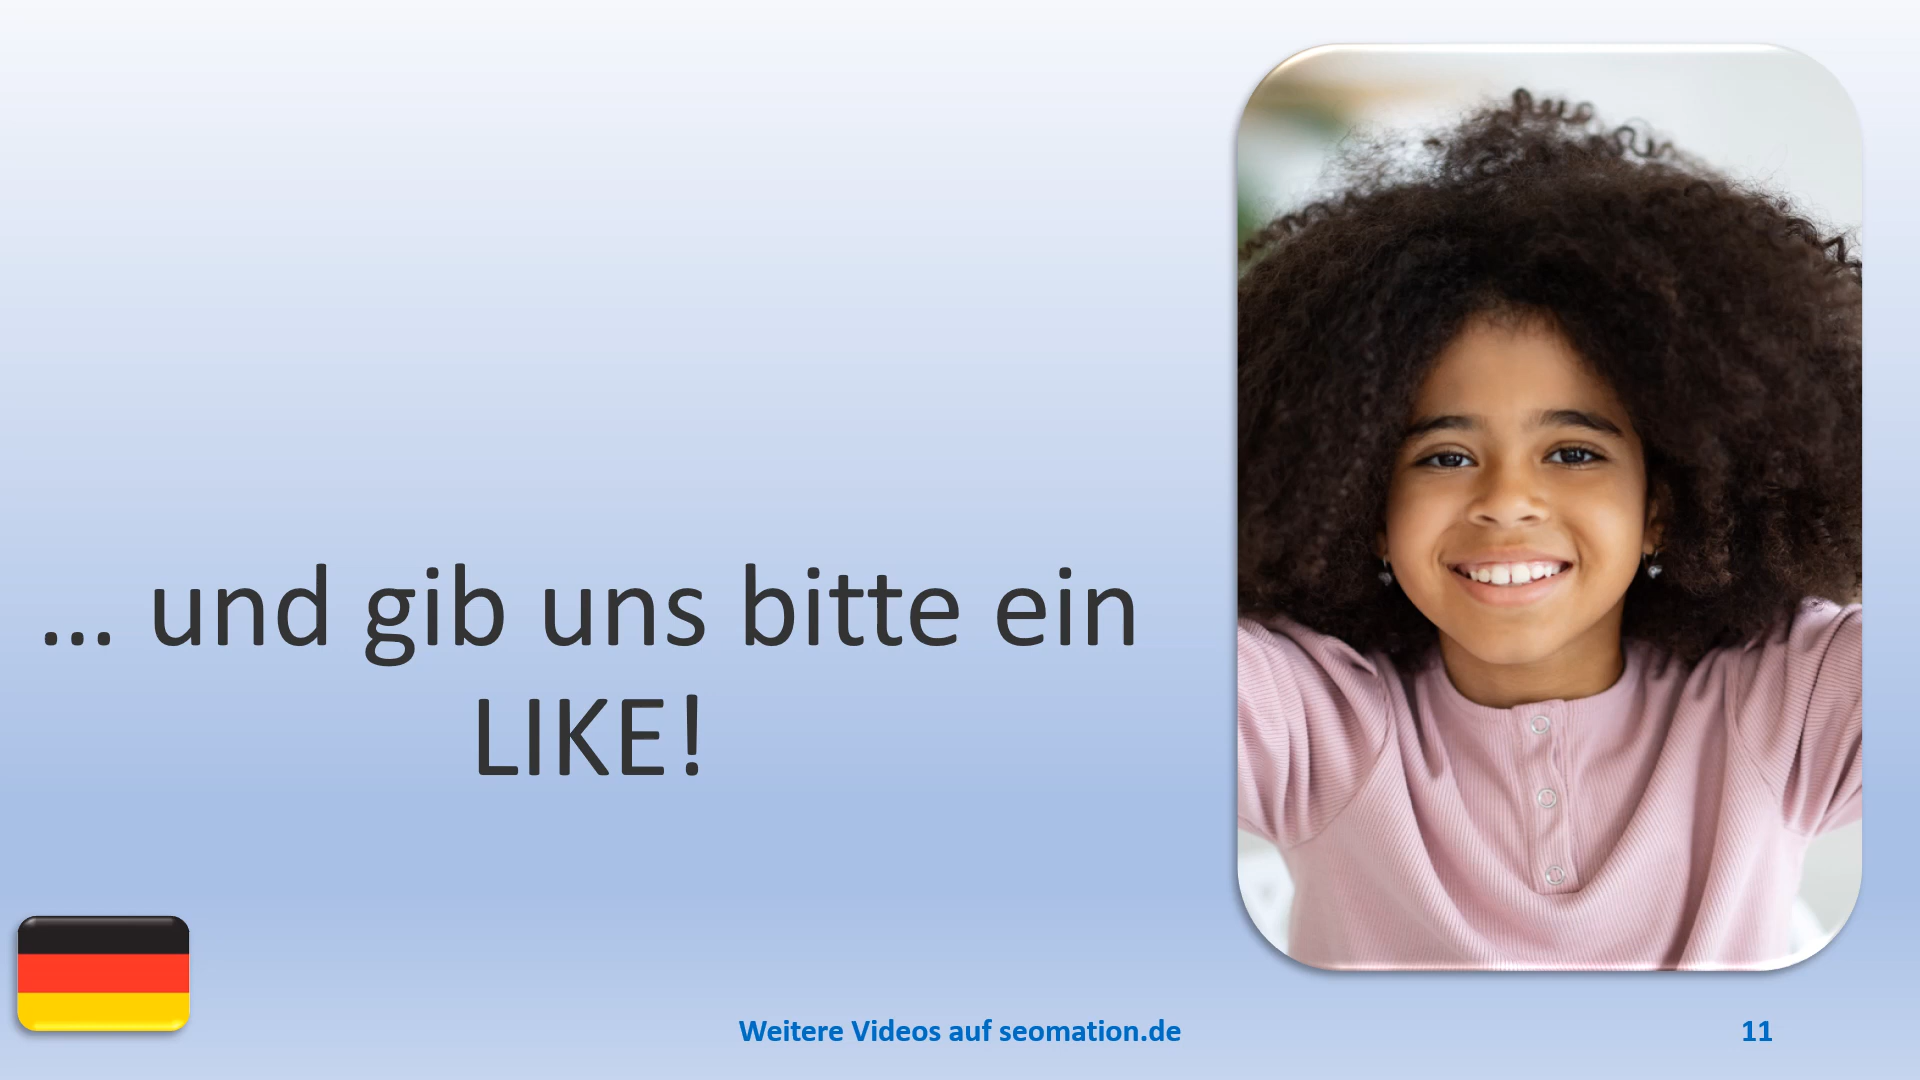 ... und gib uns bitte ein
LIKE!
Weitere Videos auf seomation.de
11